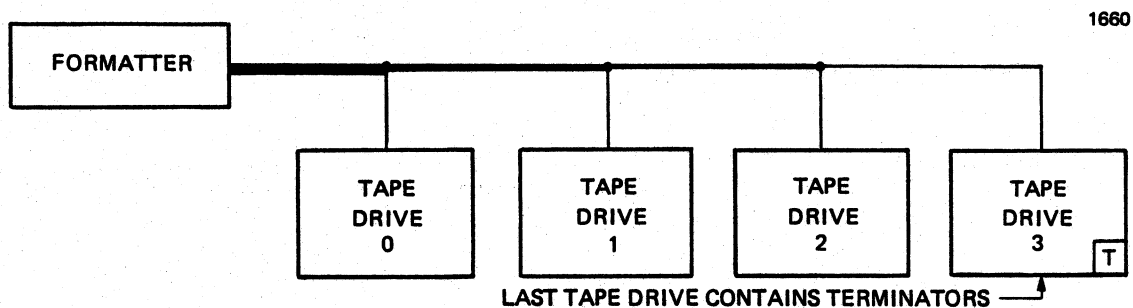 1660
FORMATTER
TAPE
DRIVE
0
TAPE
DRIVE
1
TAPE
DRIVE
2
TAPE
DRIVE
3
T
LAST TAPE DRIVE CONTAINS TERMINATORS